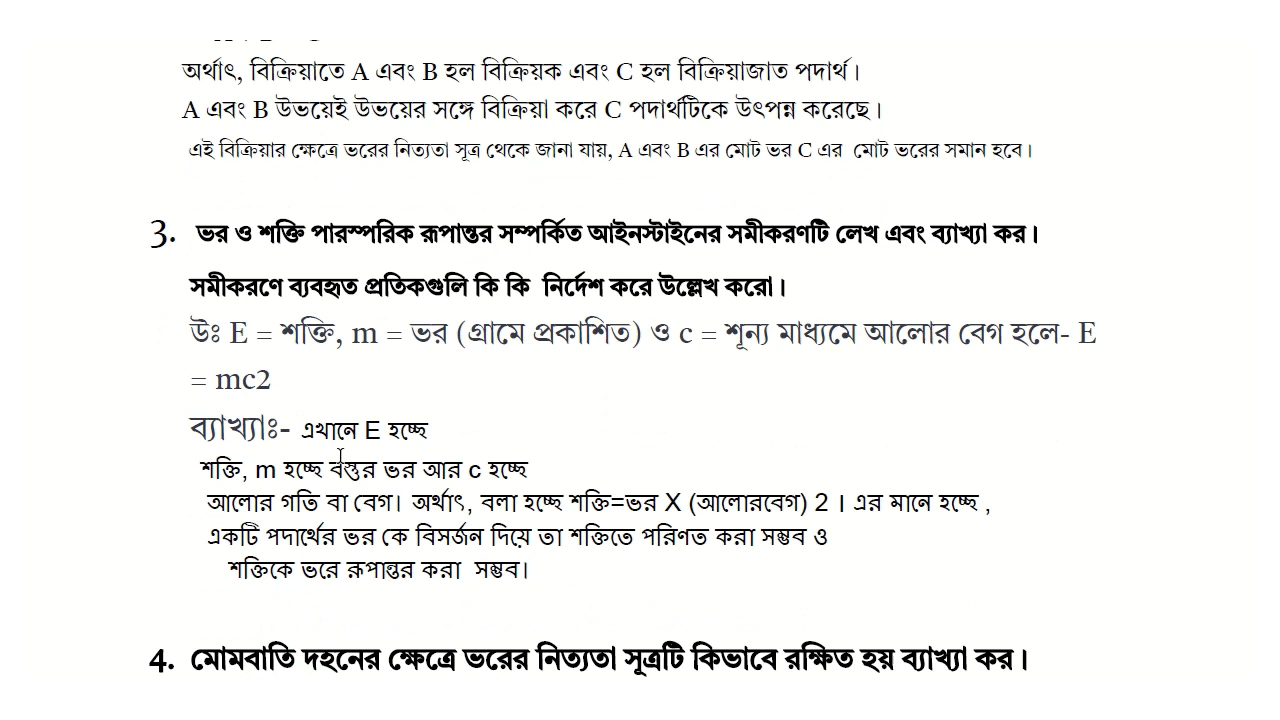 অর্থাৎ, বিক্রিয়াতে A এবং B হল বিক্রিয়ক এবং C হল বিক্রিয়াজাত পদার্থ।
A এবং B উভয়েই উভয়ের সঙ্গে বিক্রিয়া করে C পদার্থটিকে উৎপন্ন করেছে।
এই বিক্রিয়ার ক্ষেত্রে ভরের নিত্যতা সূত্র থেকে জানা যায়, A এবং B এর মোট ভর C এর মোট ভরের সমান হবে।
3. ভর ও শক্তি পারস্পরিক রূপান্তর সম্পর্কিত আইনস্টাইনের সমীকরণটি লেখ এবং ব্যাখ্যা কর।
সমীকরণে ব্যবহৃত প্রতিকগুলি কি কি নির্দেশ করে উল্লেখ করো।
উঃ E = শক্তি, m = ভর (গ্রামে প্রকাশিত) ও c = শূন্য মাধ্যমে আলোর বেগ হলে- E
= mc2
ব্যাখ্যাঃ- এখানে E হচ্ছে
শক্তি, m হচ্ছে বস্তুর ভর আর c হচ্ছে
আলোর গতি বা বেগ। অর্থাৎ, বলা হচ্ছে শক্তি=ভর X (আলোরবেগ) 2 । এর মানে হচ্ছে ,
একটি পদার্থের ভর কে বিসর্জন দিয়ে তা শক্তিতে পরিণত করা সম্ভব ও
শক্তিকে ভরে রূপান্তর করা সম্ভব।
4. মোমবাতি দহনের ক্ষেত্রে ভরের নিত্যতা সূত্রটি কিভাবে রক্ষিত হয় ব্যাখ্যা কর।